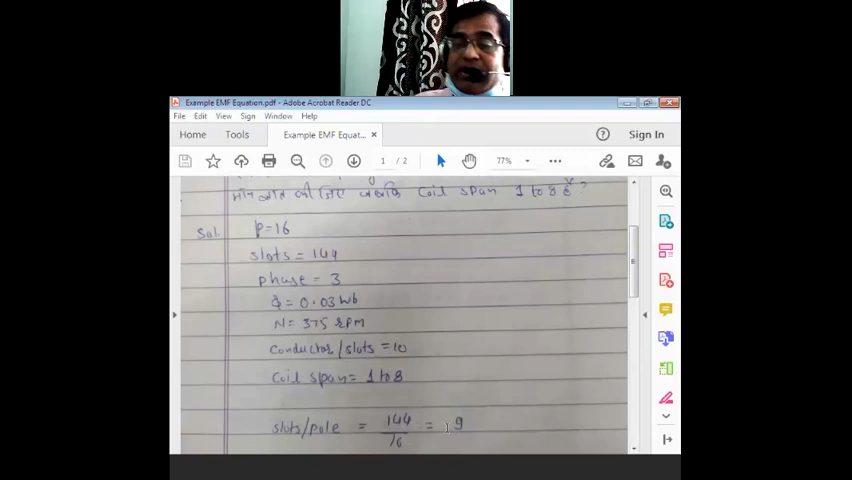 Example EMF Equation.pdf - Adobe Acrobat Reader DC
File Edit View Sign Window Help
Home Tools Example EMF Equat... × Sign In
1 / 2 77%
मान ज्ञात कीजिए जबकि Coil span 1 to 8 है?
Sol. P=16
slots = 144
phase = 3
Φ = 0.03 Wb
N = 375 rpm
Conductor/slots = 10
Coil span = 1 to 8
slots/pole = 144/16 = 9